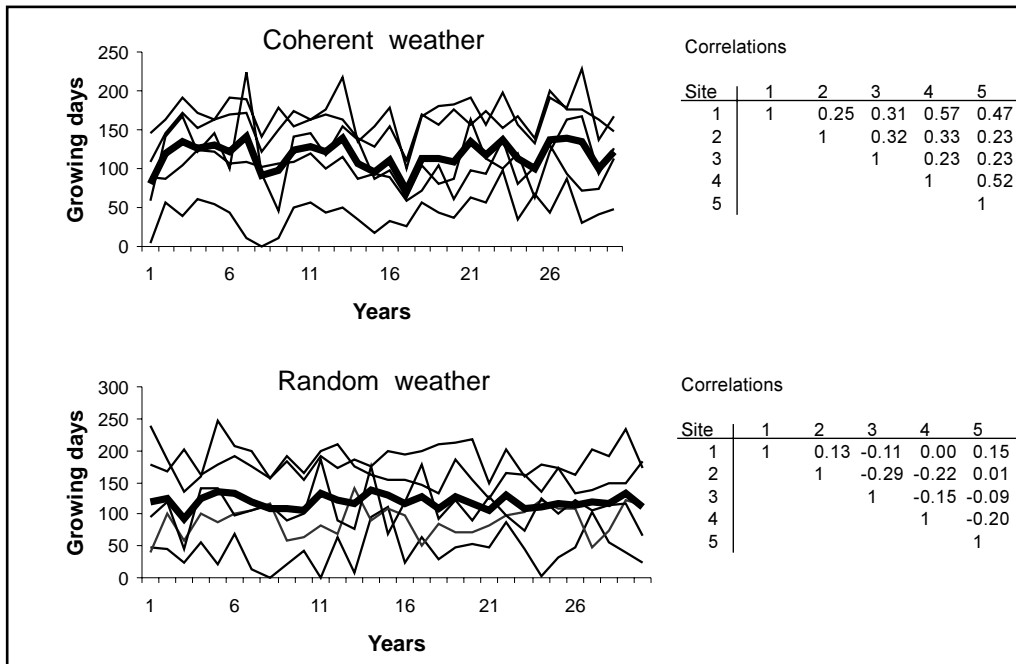 Coherent weather
250
200
150
100
50
0
Growing days
1 6 11 16 21 26
Years
Correlations
Site 1 2 3 4 5
1 1 0.25 0.31 0.57 0.47
2 1 0.32 0.33 0.23
3 1 0.23 0.23
4 1 0.52
5 1
Random weather
300
250
200
150
100
50
0
Growing days
1 6 11 16 21 26
Years
Correlations
Site 1 2 3 4 5
1 1 0.13 -0.11 0.00 0.15
2 1 -0.29 -0.22 0.01
3 1 -0.15 -0.09
4 1 -0.20
5 1